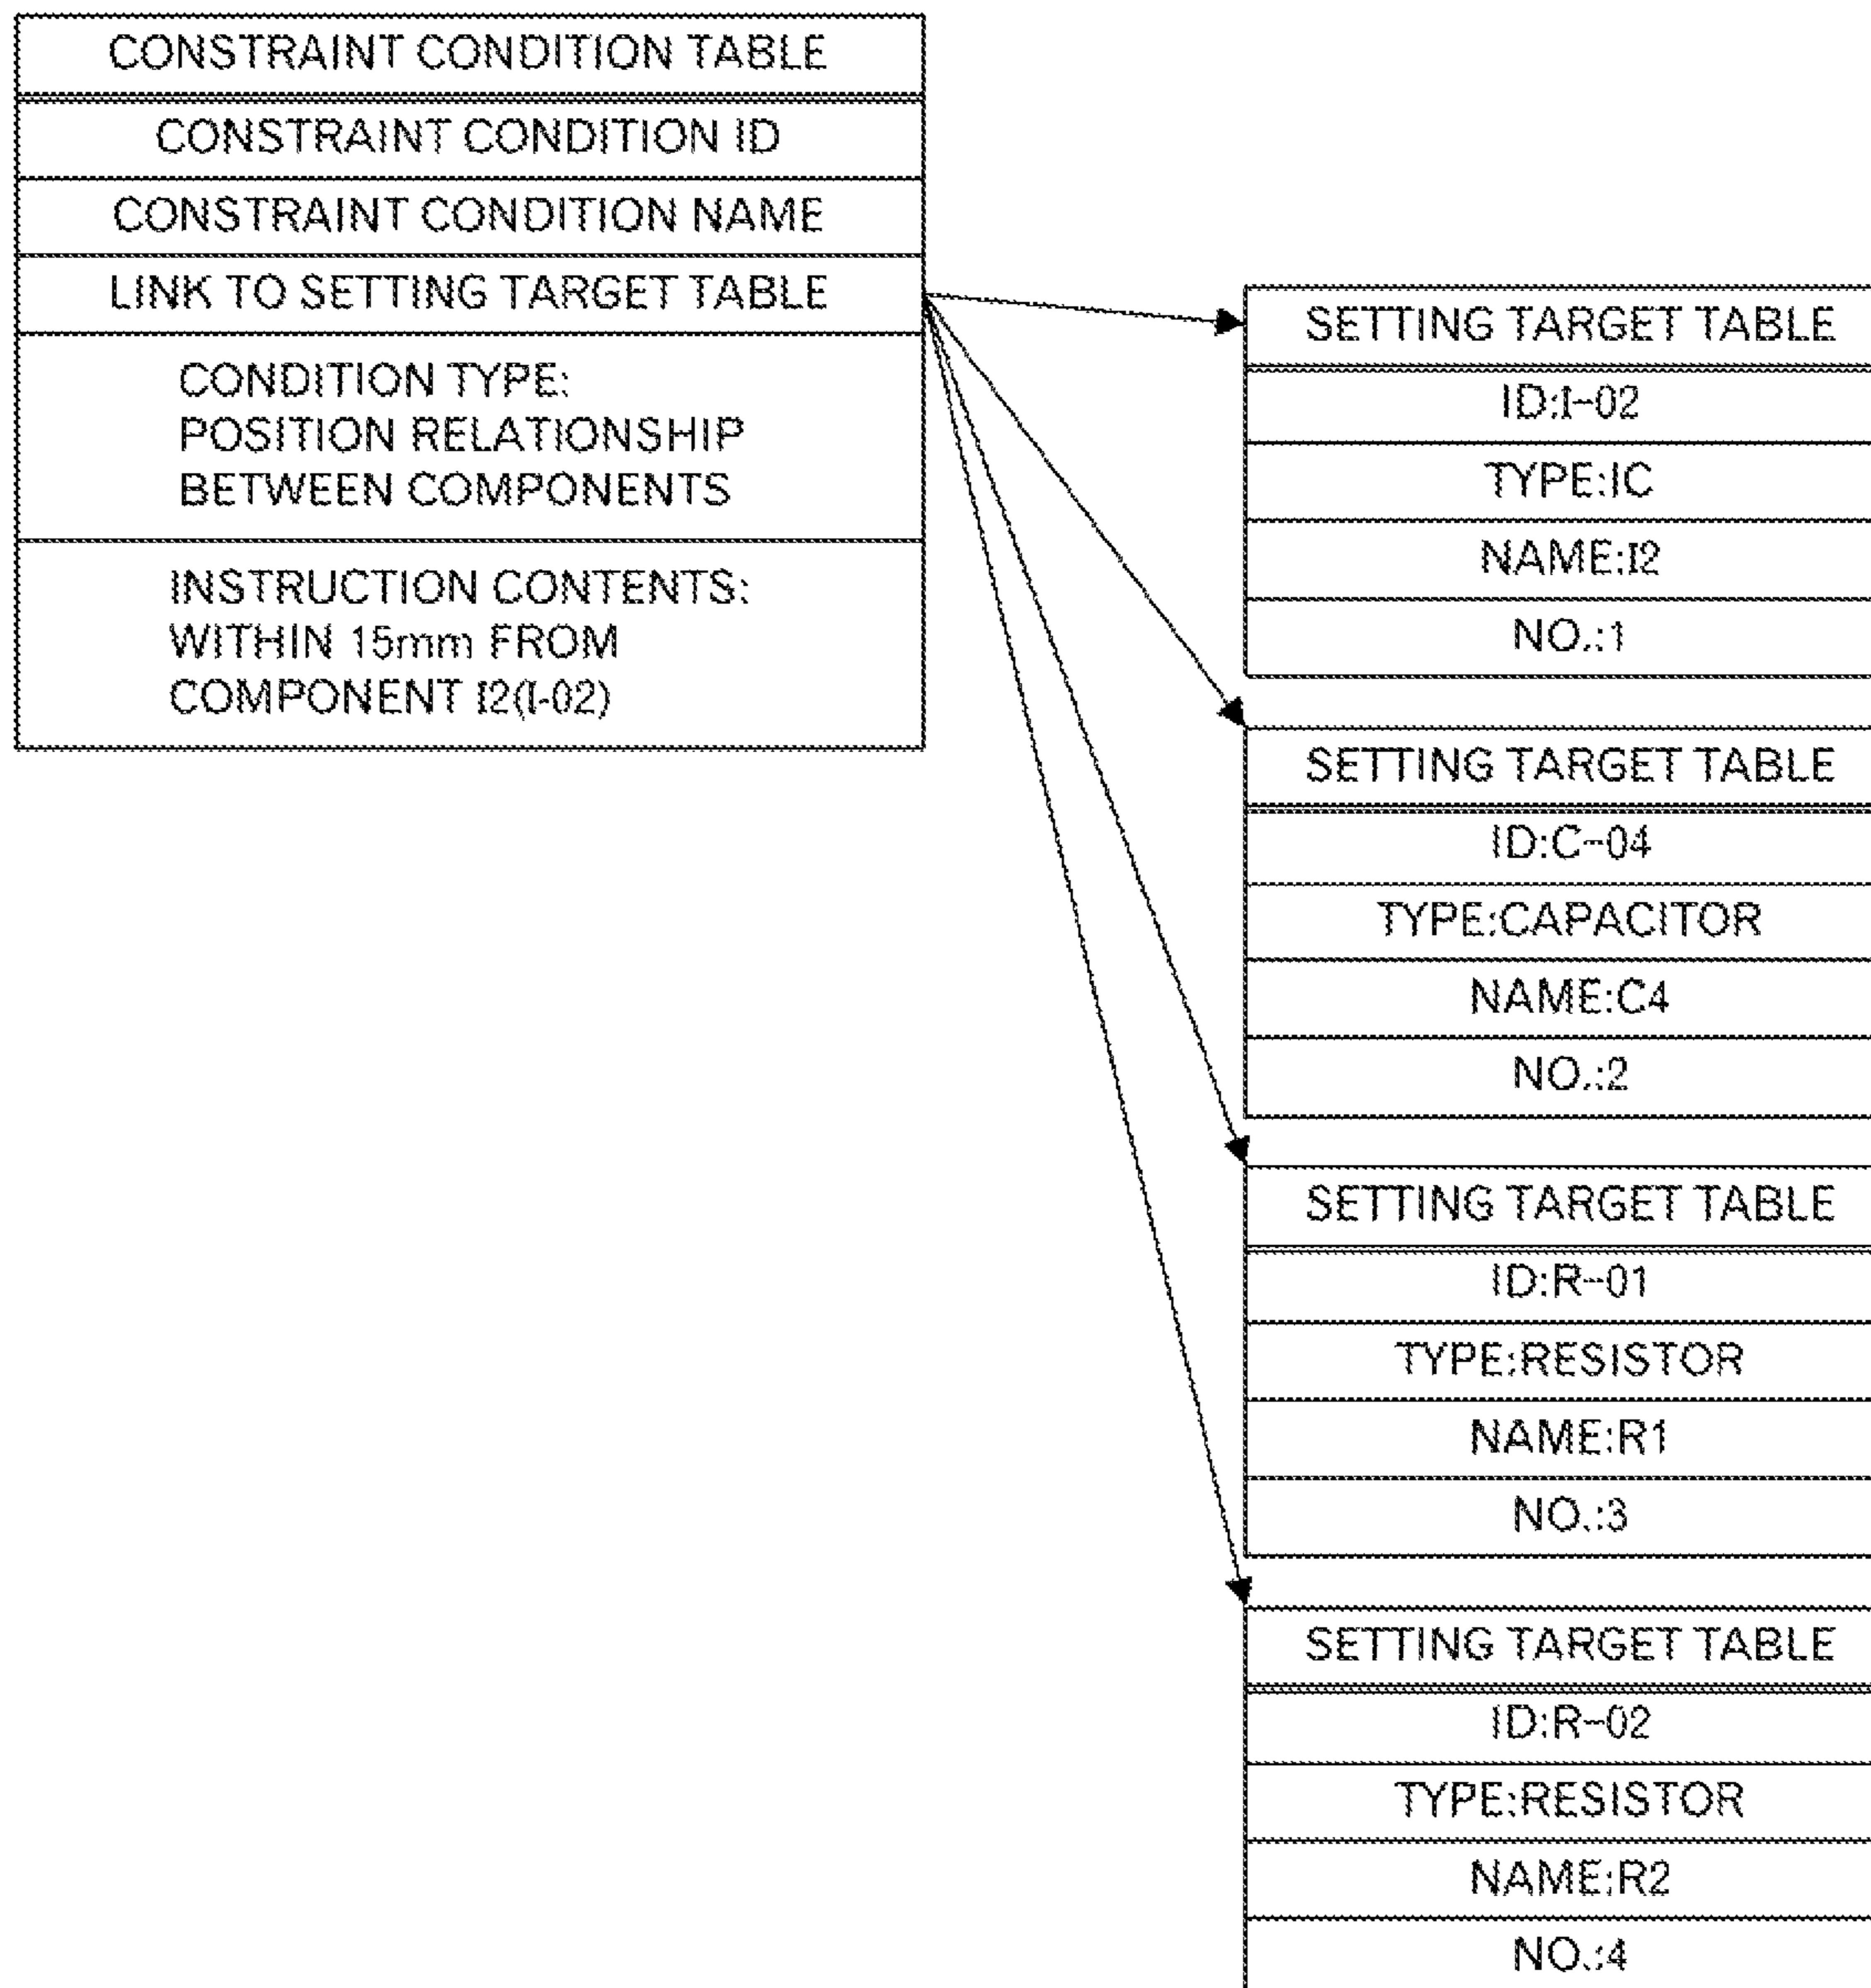 CONSTRAINT CONDITION TABLE
CONSTRAINT CONDITION ID
CONSTRAINT CONDITION NAME
LINK TO SETTING TARGET TABLE
CONDITION TYPE:
POSITION RELATIONSHIP
BETWEEN COMPONENTS
INSTRUCTION CONTENTS:
WITHIN 15mm FROM
COMPONENT I2(I-02)
SETTING TARGET TABLE
ID:I-02
TYPE:IC
NAME:I2
NO.:1
SETTING TARGET TABLE
ID:C-04
TYPE:CAPACITOR
NAME:C4
NO.:2
SETTING TARGET TABLE
ID:R-01
TYPE:RESISTOR
NAME:R1
NO.:3
SETTING TARGET TABLE
ID:R-02
TYPE:RESISTOR
NAME:R2
NO.:4